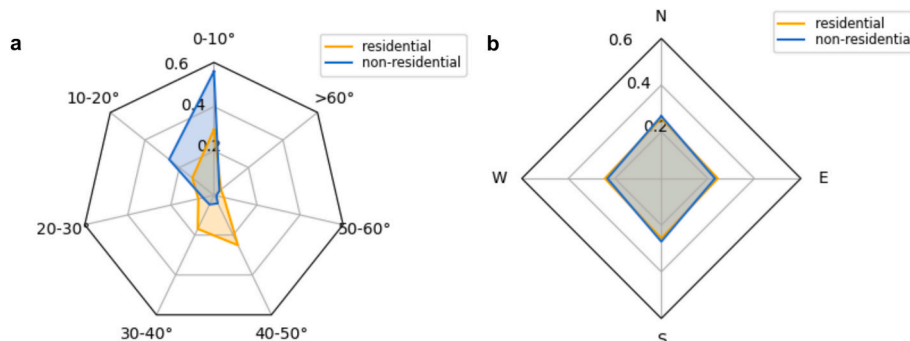 a
0-10°
0.6
0.4
0.2
10-20°
>60°
20-30°
50-60°
30-40°
40-50°
residential
non-residential
b
N
0.6
0.4
0.2
W
E
S
residential
non-residentia